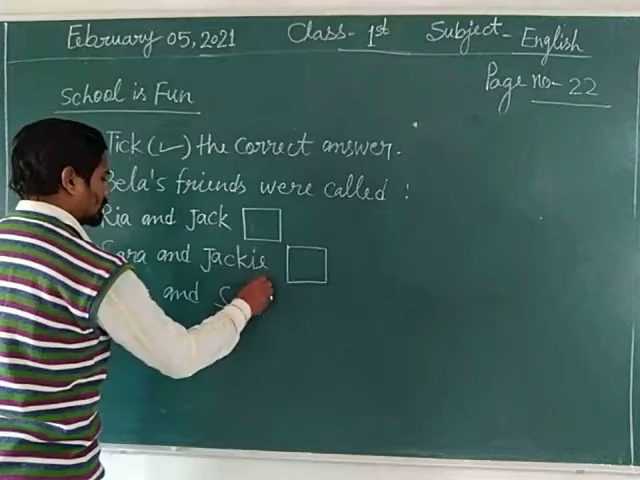 February 05, 2021 Class- 1st Subject- English
Page no- 22
School is Fun
Tick (✓) the correct answer.
Bela's friends were called :
Ria and Jack
Sara and Jackie
and